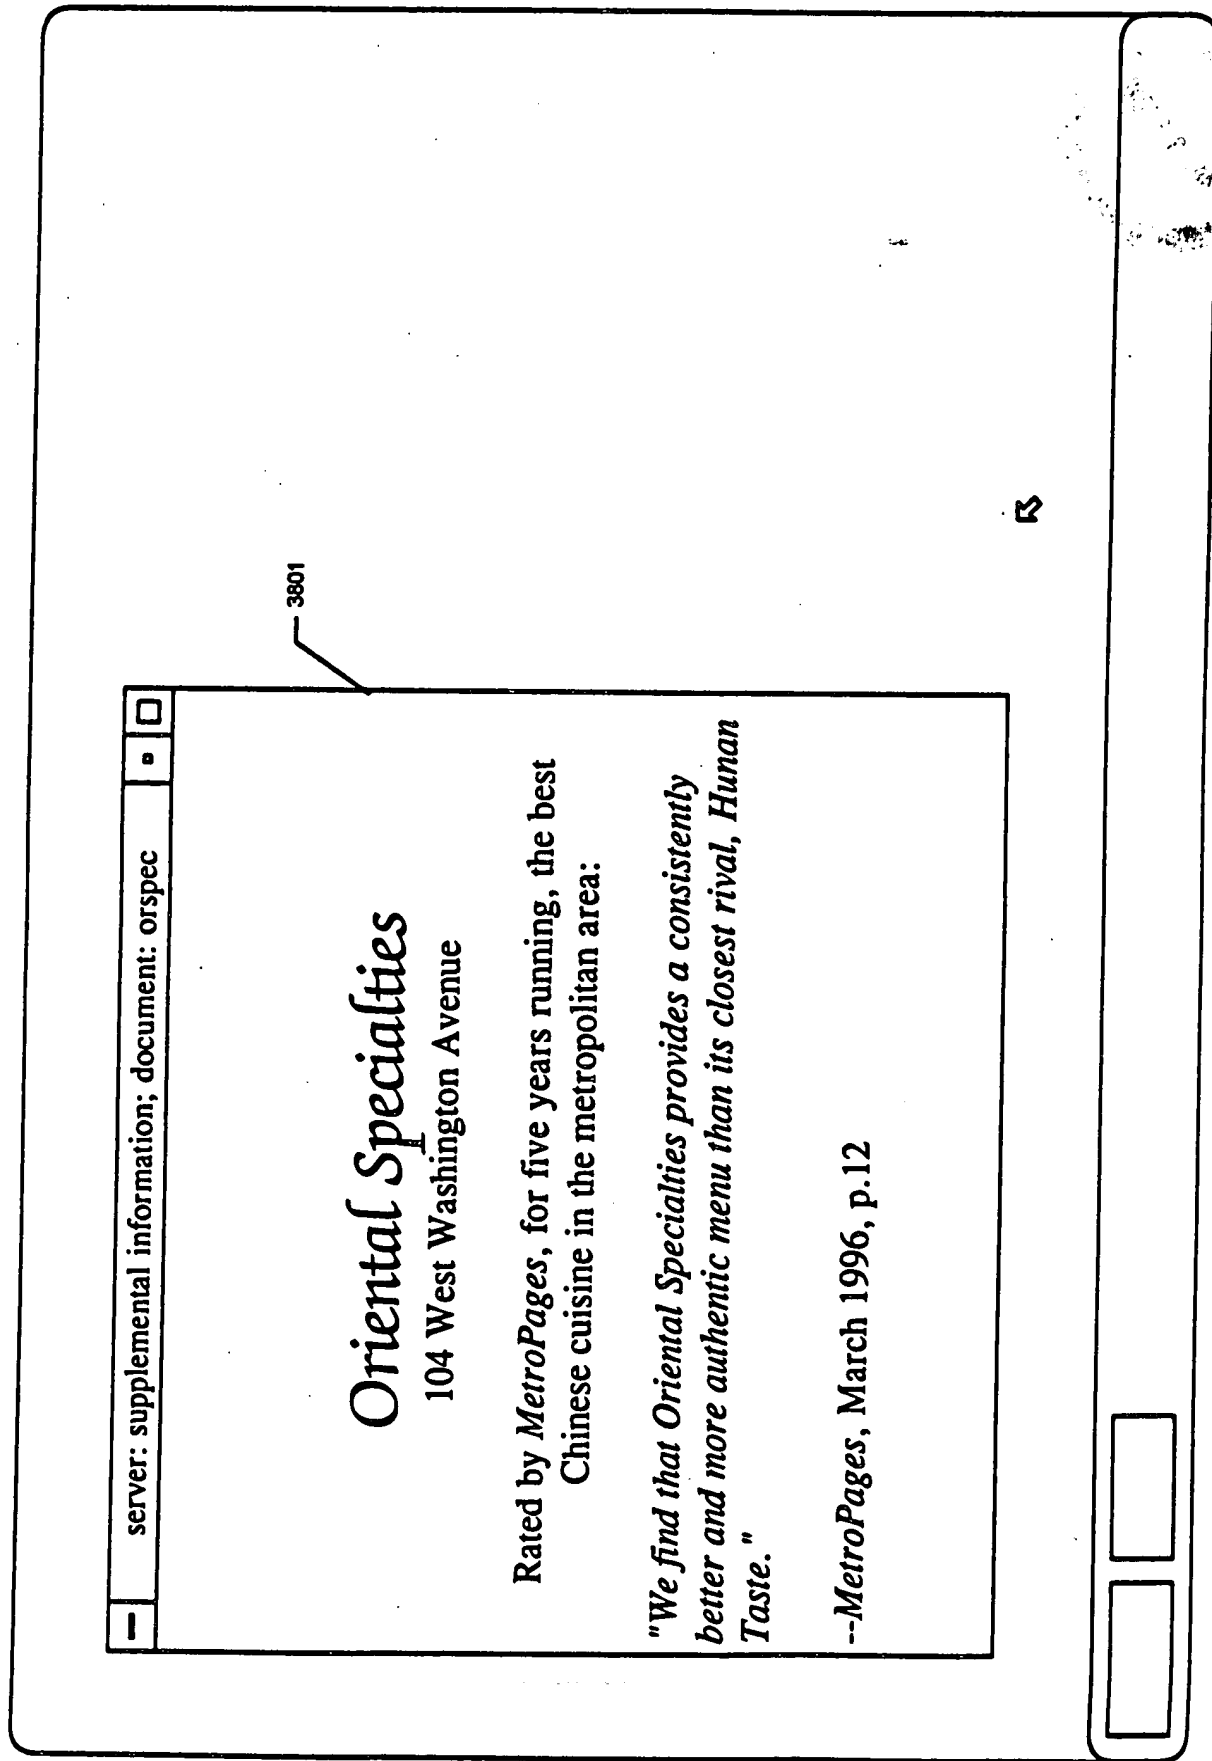 server: supplemental information; document: orspec
3801
Oriental Specialties
104 West Washington Avenue
Rated by MetroPages, for five years running, the best
Chinese cuisine in the metropolitan area:
"We find that Oriental Specialties provides a consistently
better and more authentic menu than its closest rival, Hunan
Taste."
--MetroPages, March 1996, p.12